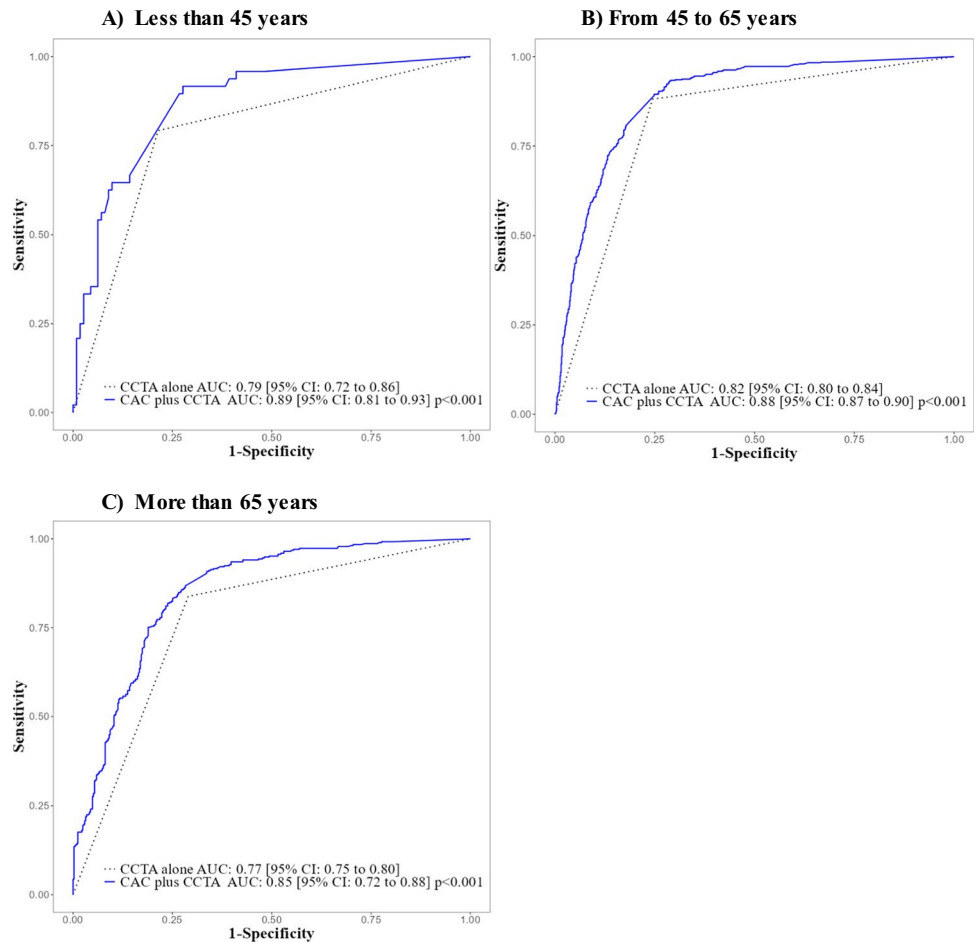 A) Less than 45 years
1.00
0.75
0.50
0.25
0.00
Sensitivity
CCTA alone AUC: 0.79 [95% CI: 0.72 to 0.86]
CAC plus CCTA AUC: 0.89 [95% CI: 0.81 to 0.93] p<0.001
0.00 0.25 0.50 0.75 1.00
1-Specificity
B) From 45 to 65 years
1.00
0.75
0.50
0.25
0.00
Sensitivity
CCTA alone AUC: 0.82 [95% CI: 0.80 to 0.84]
CAC plus CCTA AUC: 0.88 [95% CI: 0.87 to 0.90] p<0.001
0.00 0.25 0.50 0.75 1.00
1-Specificity
C) More than 65 years
1.00
0.75
0.50
0.25
0.00
Sensitivity
CCTA alone AUC: 0.77 [95% CI: 0.75 to 0.80]
CAC plus CCTA AUC: 0.85 [95% CI: 0.72 to 0.88] p<0.001
0.00 0.25 0.50 0.75 1.00
1-Specificity